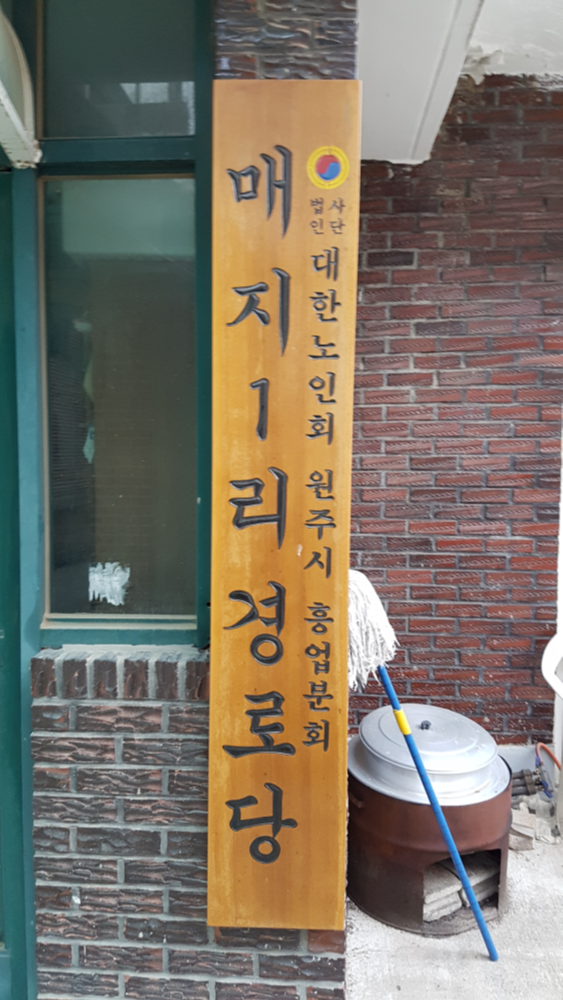 사단
법인
대한노인회 원주시 흥업분회
매지1리경로당